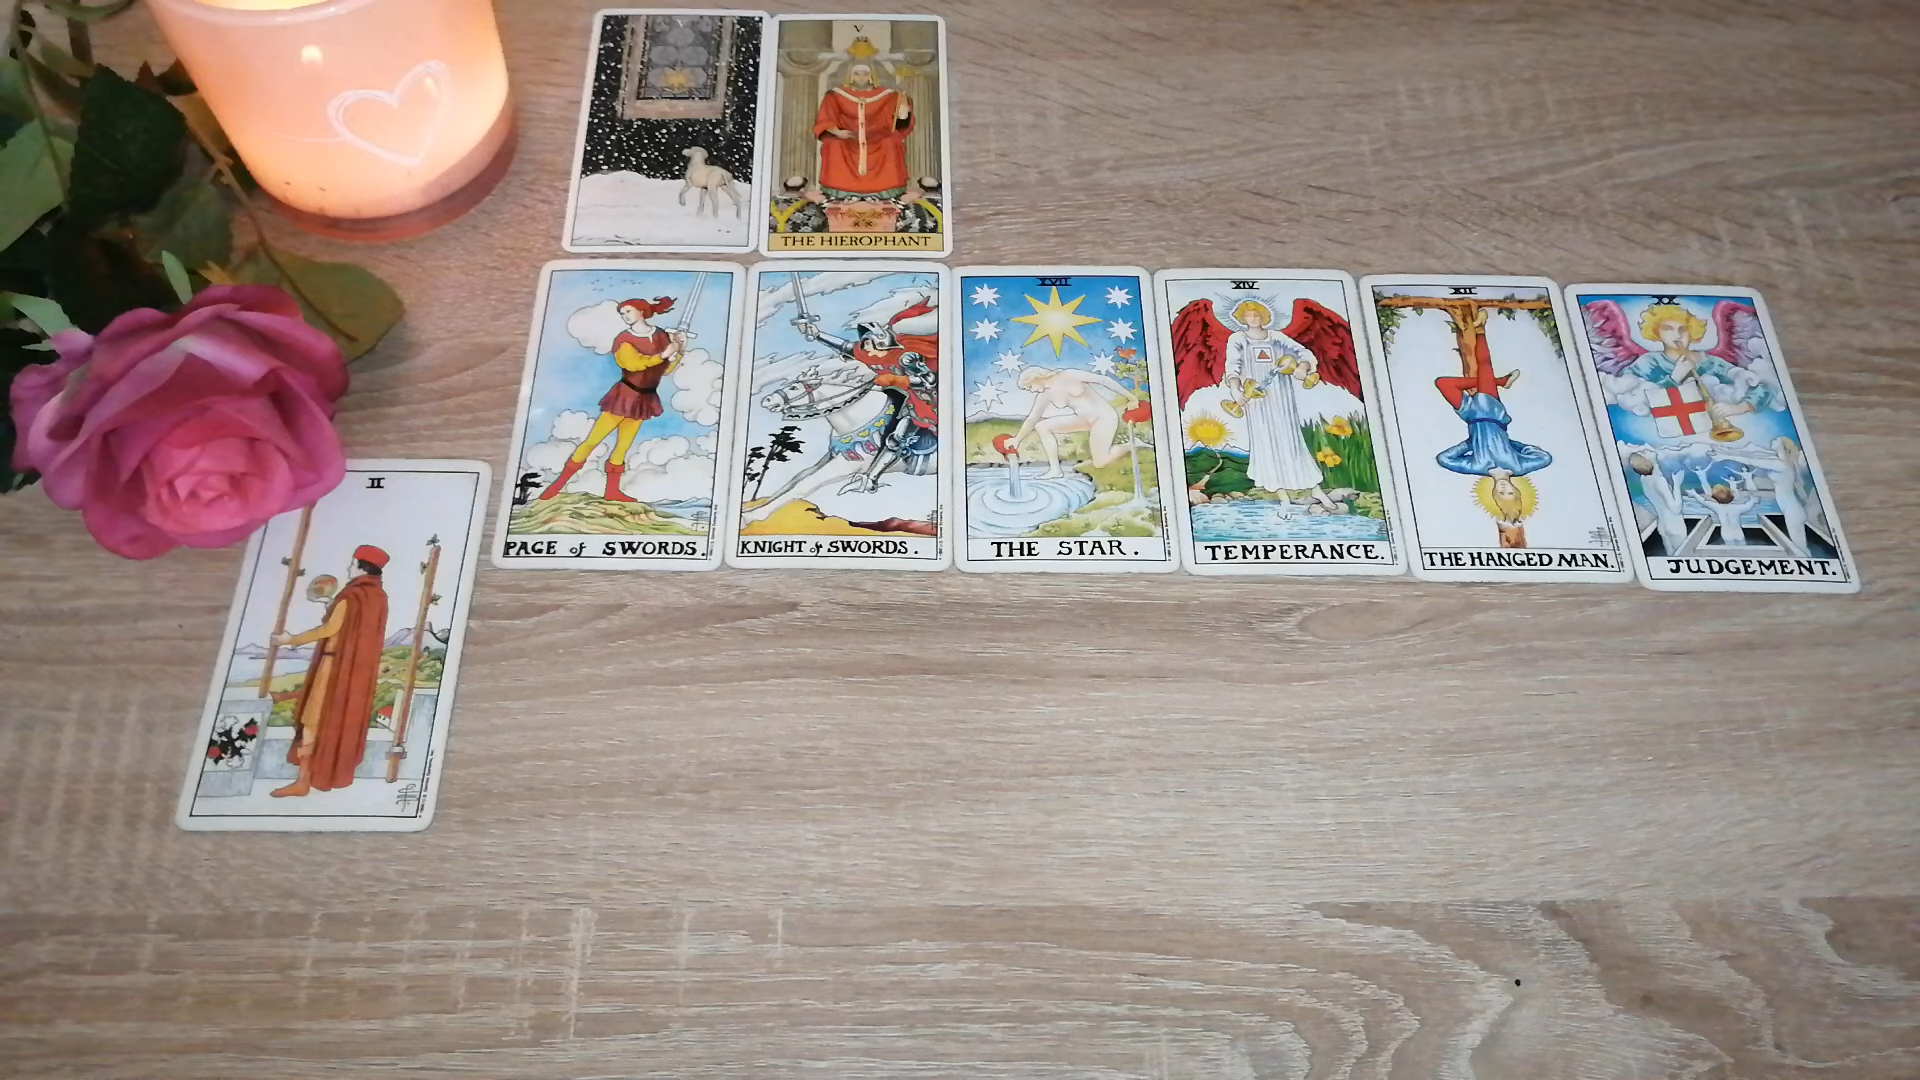 V
V
THE HIEROPHANT
PAGE of SWORDS.
KNIGHT of SWORDS.
XVII
THE STAR.
XIV
TEMPERANCE.
XII
THE HANGED MAN.
XX
JUDGEMENT.
II